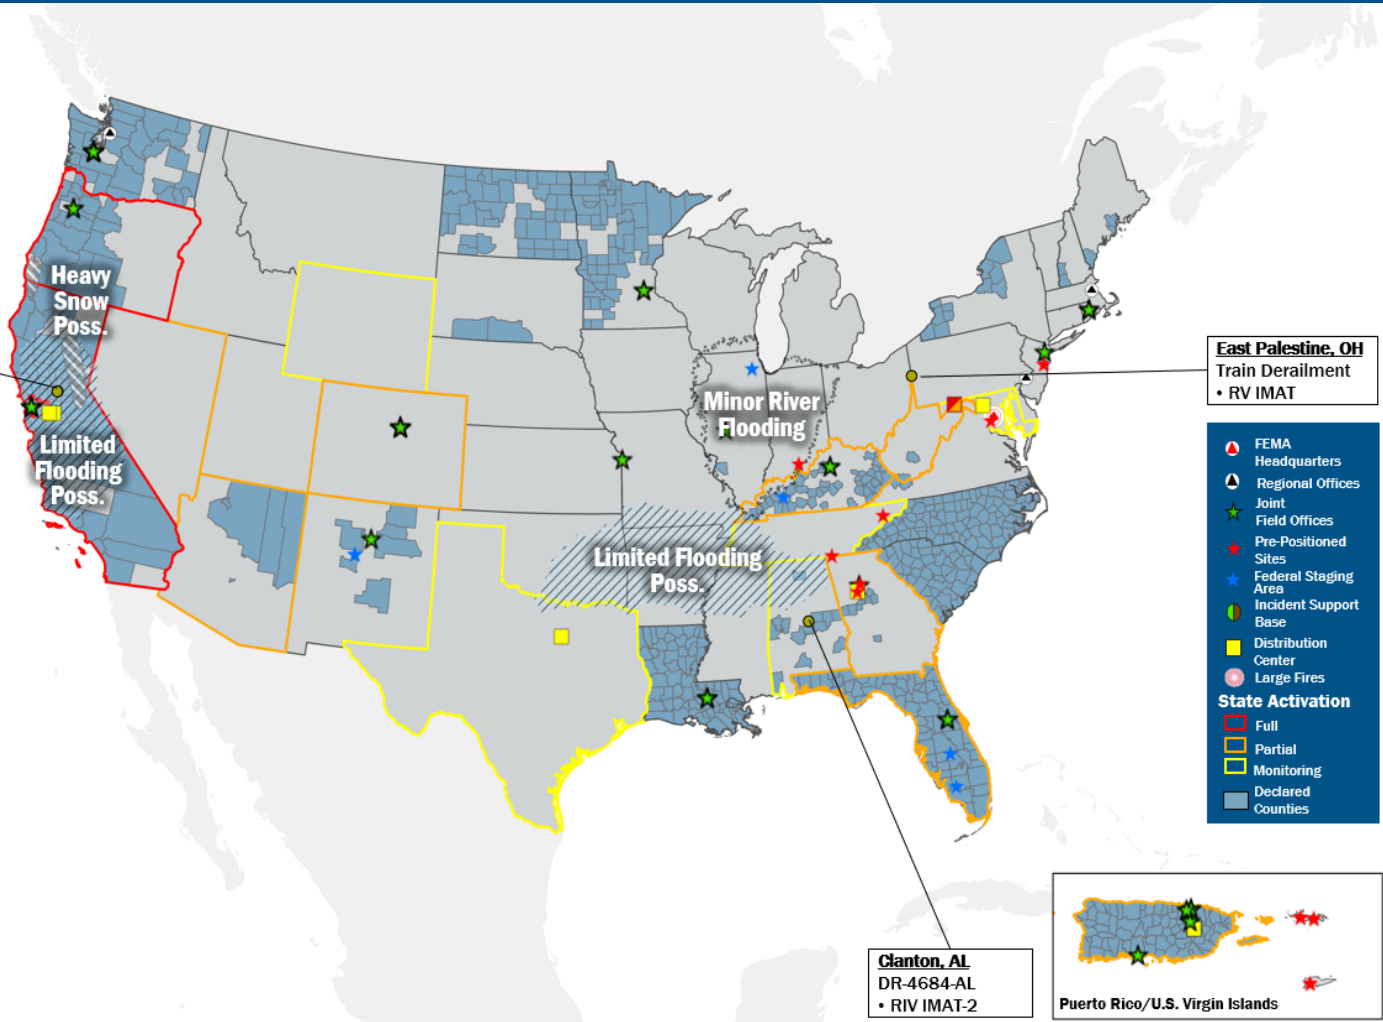 Heavy
Snow
Poss.
Limited
Flooding
Poss.
Minor River
Flooding
Limited Flooding
Poss.
East Palestine, OH
Train Derailment
• RV IMAT
FEMA
Headquarters
Regional Offices
Joint
Field Offices
Pre-Positioned
Sites
Federal Staging
Area
Incident Support
Base
Distribution
Center
Large Fires
State Activation
Full
Partial
Monitoring
Declared
Counties
Clanton, AL
DR-4684-AL
• RIV IMAT-2
Puerto Rico/U.S. Virgin Islands